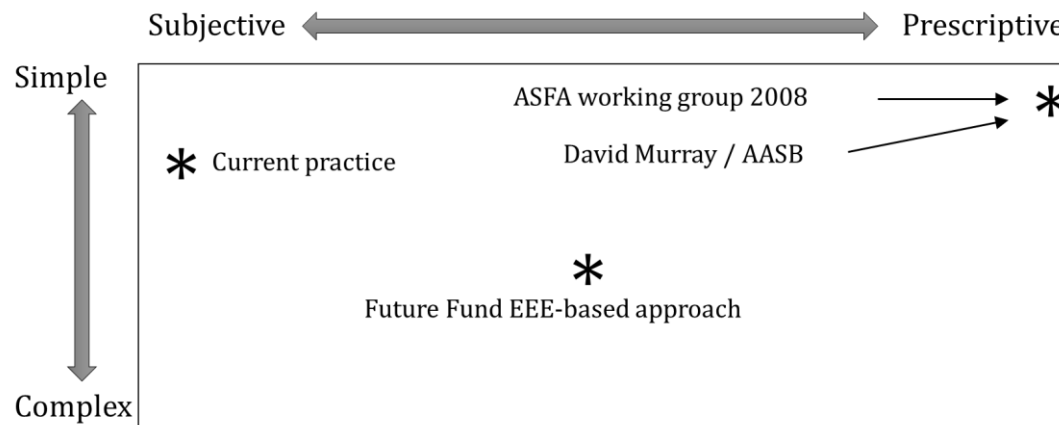 Subjective Prescriptive
Simple
ASFA working group 2008
David Murray / AASB
* Current practice
*
*
Future Fund EEE-based approach
Complex